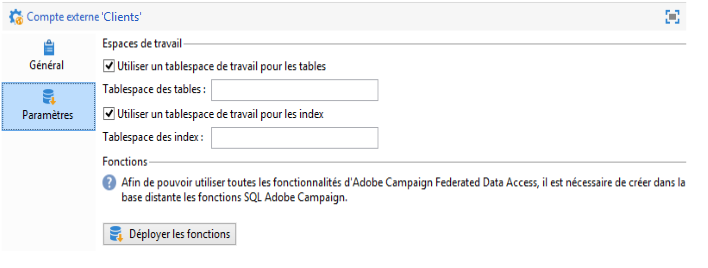 Compte externe 'Clients'
Général
Paramètres
Espaces de travail
Utiliser un tablespace de travail pour les tables
Tablespace des tables :
Utiliser un tablespace de travail pour les index
Tablespace des index :
Fonctions
Afin de pouvoir utiliser toutes les fonctionnalités d'Adobe Campaign Federated Data Access, il est nécessaire de créer dans la
base distante les fonctions SQL Adobe Campaign.
Déployer les fonctions